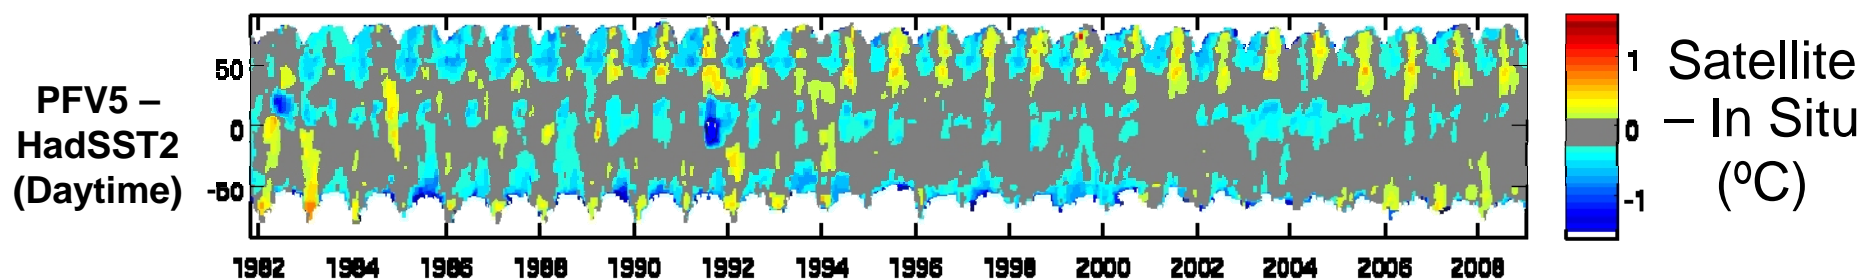 PFV5 –
HadSST2
(Daytime)
50
0
-50
1982 1984 1986 1988 1990 1992 1994 1996 1998 2000 2002 2004 2006 2008
1
0
-1
Satellite
– In Situ
(ºC)